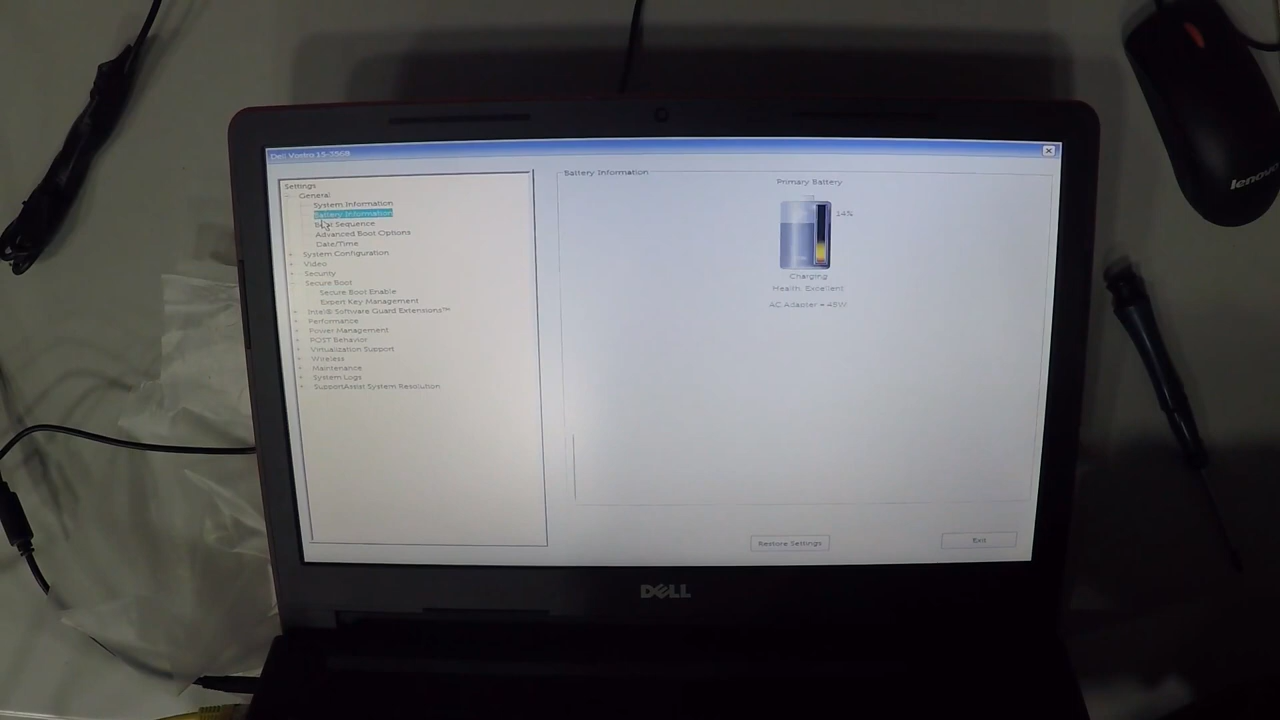 Dell Vostro 15-3568
Settings
General
System Information
Battery Information
Boot Sequence
Advanced Boot Options
Date/Time
System Configuration
Video
Security
Secure Boot
Secure Boot Enable
Expert Key Management
Intel® Software Guard Extensions™
Performance
Power Management
POST Behavior
Virtualization Support
Wireless
Maintenance
System Logs
SupportAssist System Resolution
Battery Information
Primary Battery
14%
Charging
Health, Excellent
AC Adapter = 45W
Restore Settings
Exit
DELL
lenovo